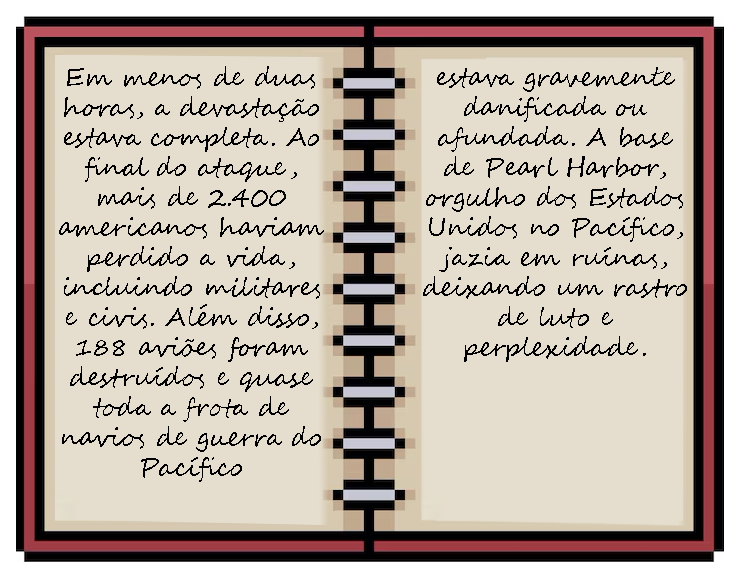 Em menos de duas
horas, a devastação
estava completa. Ao
final do ataque,
mais de 2.400
americanos haviam
perdido a vida,
incluindo militares
e civis. Além disso,
188 aviões foram
destruídos e quase
toda a frota de
navios de guerra do
Pacífico
estava gravemente
danificada ou
afundada. A base
de Pearl Harbor,
orgulho dos Estados
Unidos no Pacífico,
jazia em ruínas,
deixando um rastro
de luto e
perplexidade.